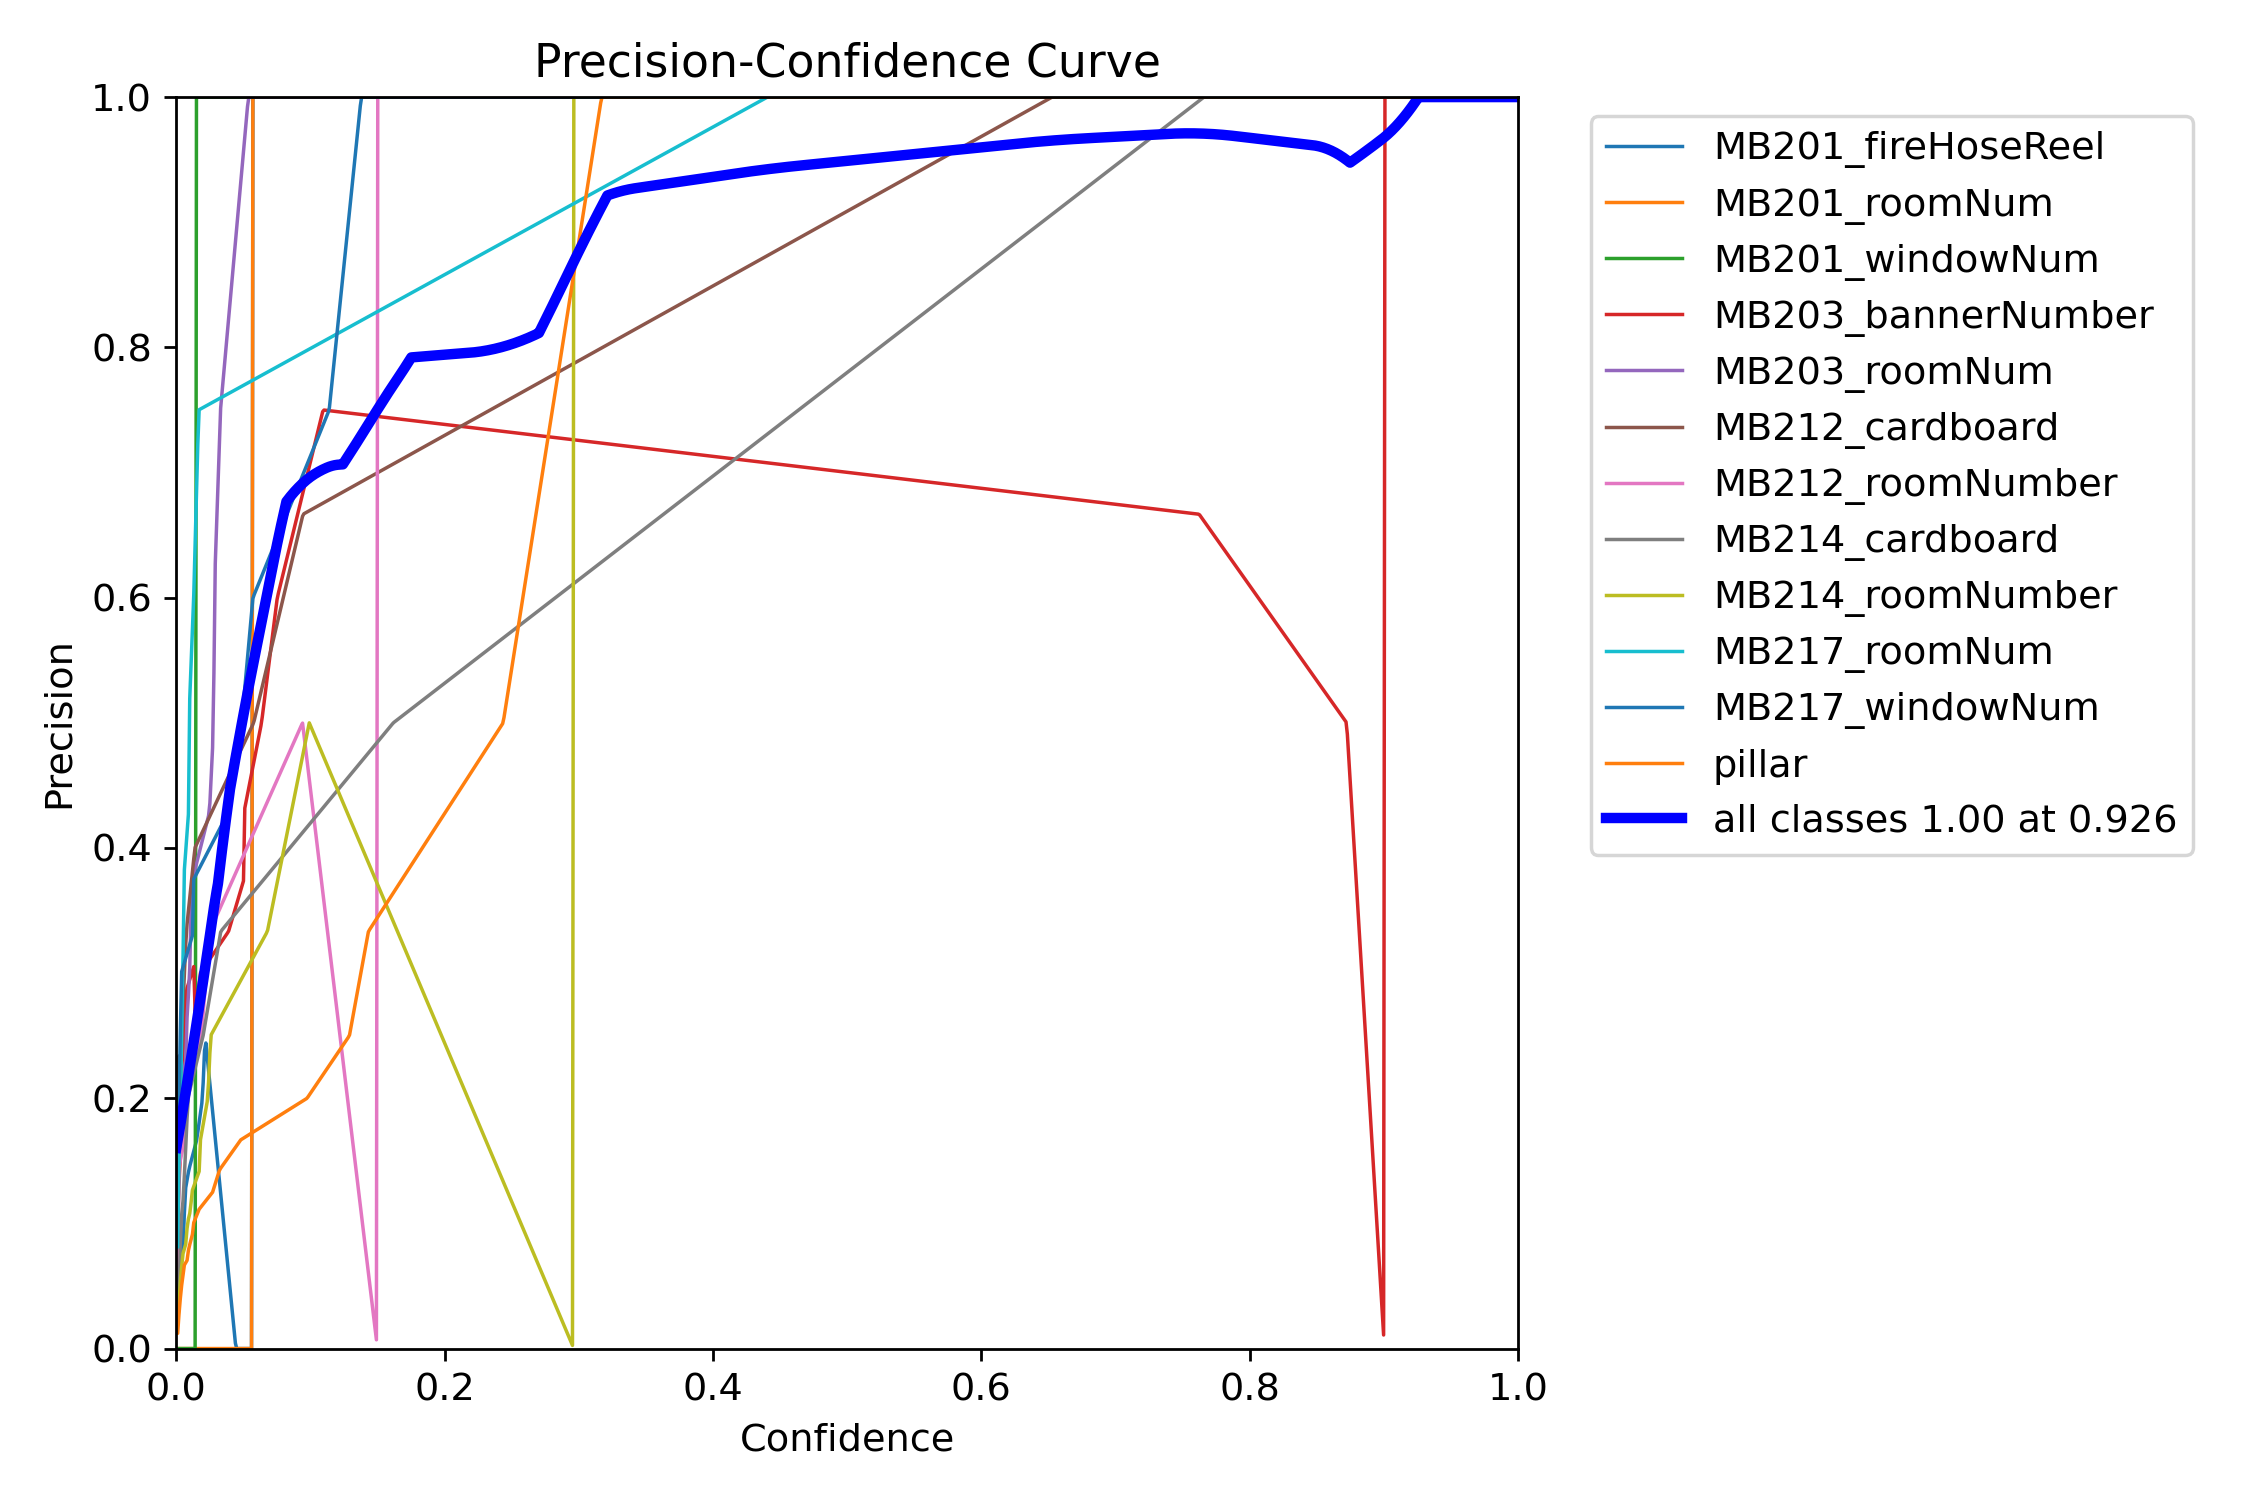 Precision-Confidence Curve
1.0
0.8
0.6
0.4
0.2
0.0
Precision
0.0 0.2 0.4 0.6 0.8 1.0
Confidence
MB201_fireHoseReel
MB201_roomNum
MB201_windowNum
MB203_bannerNumber
MB203_roomNum
MB212_cardboard
MB212_roomNumber
MB214_cardboard
MB214_roomNumber
MB217_roomNum
MB217_windowNum
pillar
all classes 1.00 at 0.926